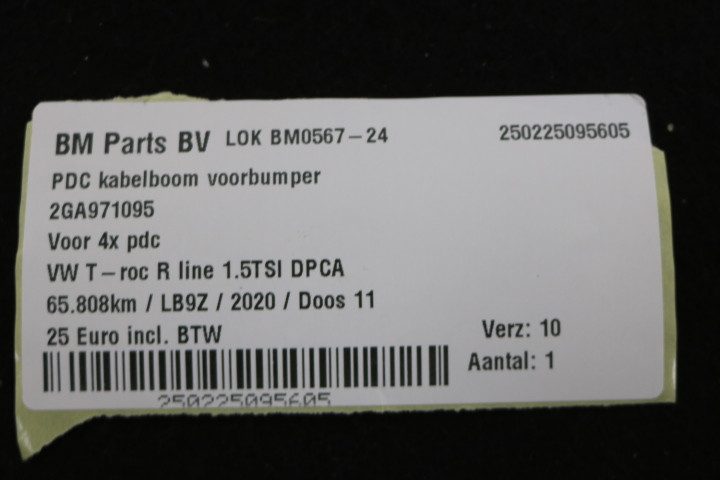 BM Parts BV LOK BM0567-24 250225095605
PDC kabelboom voorbumper
2GA971095
Voor 4x pdc
VW T-roc R line 1.5TSI DPCA
65.808km / LB9Z / 2020 / Doos 11
25 Euro incl. BTW Verz: 10
Aantal: 1
250225095605